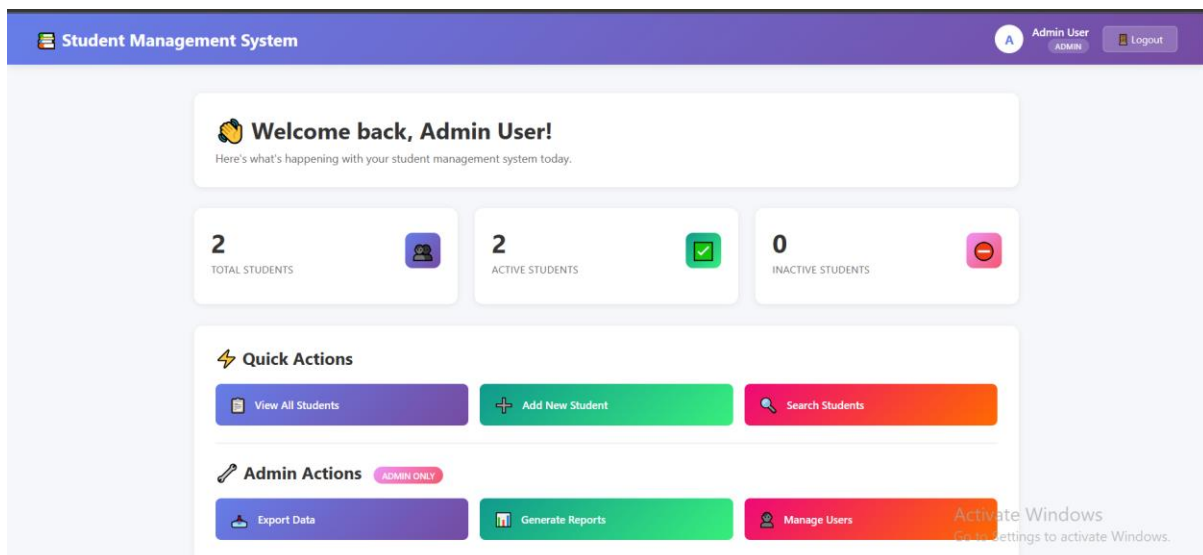 Student Management System
A
Admin User
ADMIN
Logout
Welcome back, Admin User!
Here's what's happening with your student management system today.
2
TOTAL STUDENTS
2
ACTIVE STUDENTS
0
INACTIVE STUDENTS
Quick Actions
View All Students
Add New Student
Search Students
Admin Actions ADMIN ONLY
Export Data
Generate Reports
Manage Users
Activate Windows
Go to Settings to activate Windows.